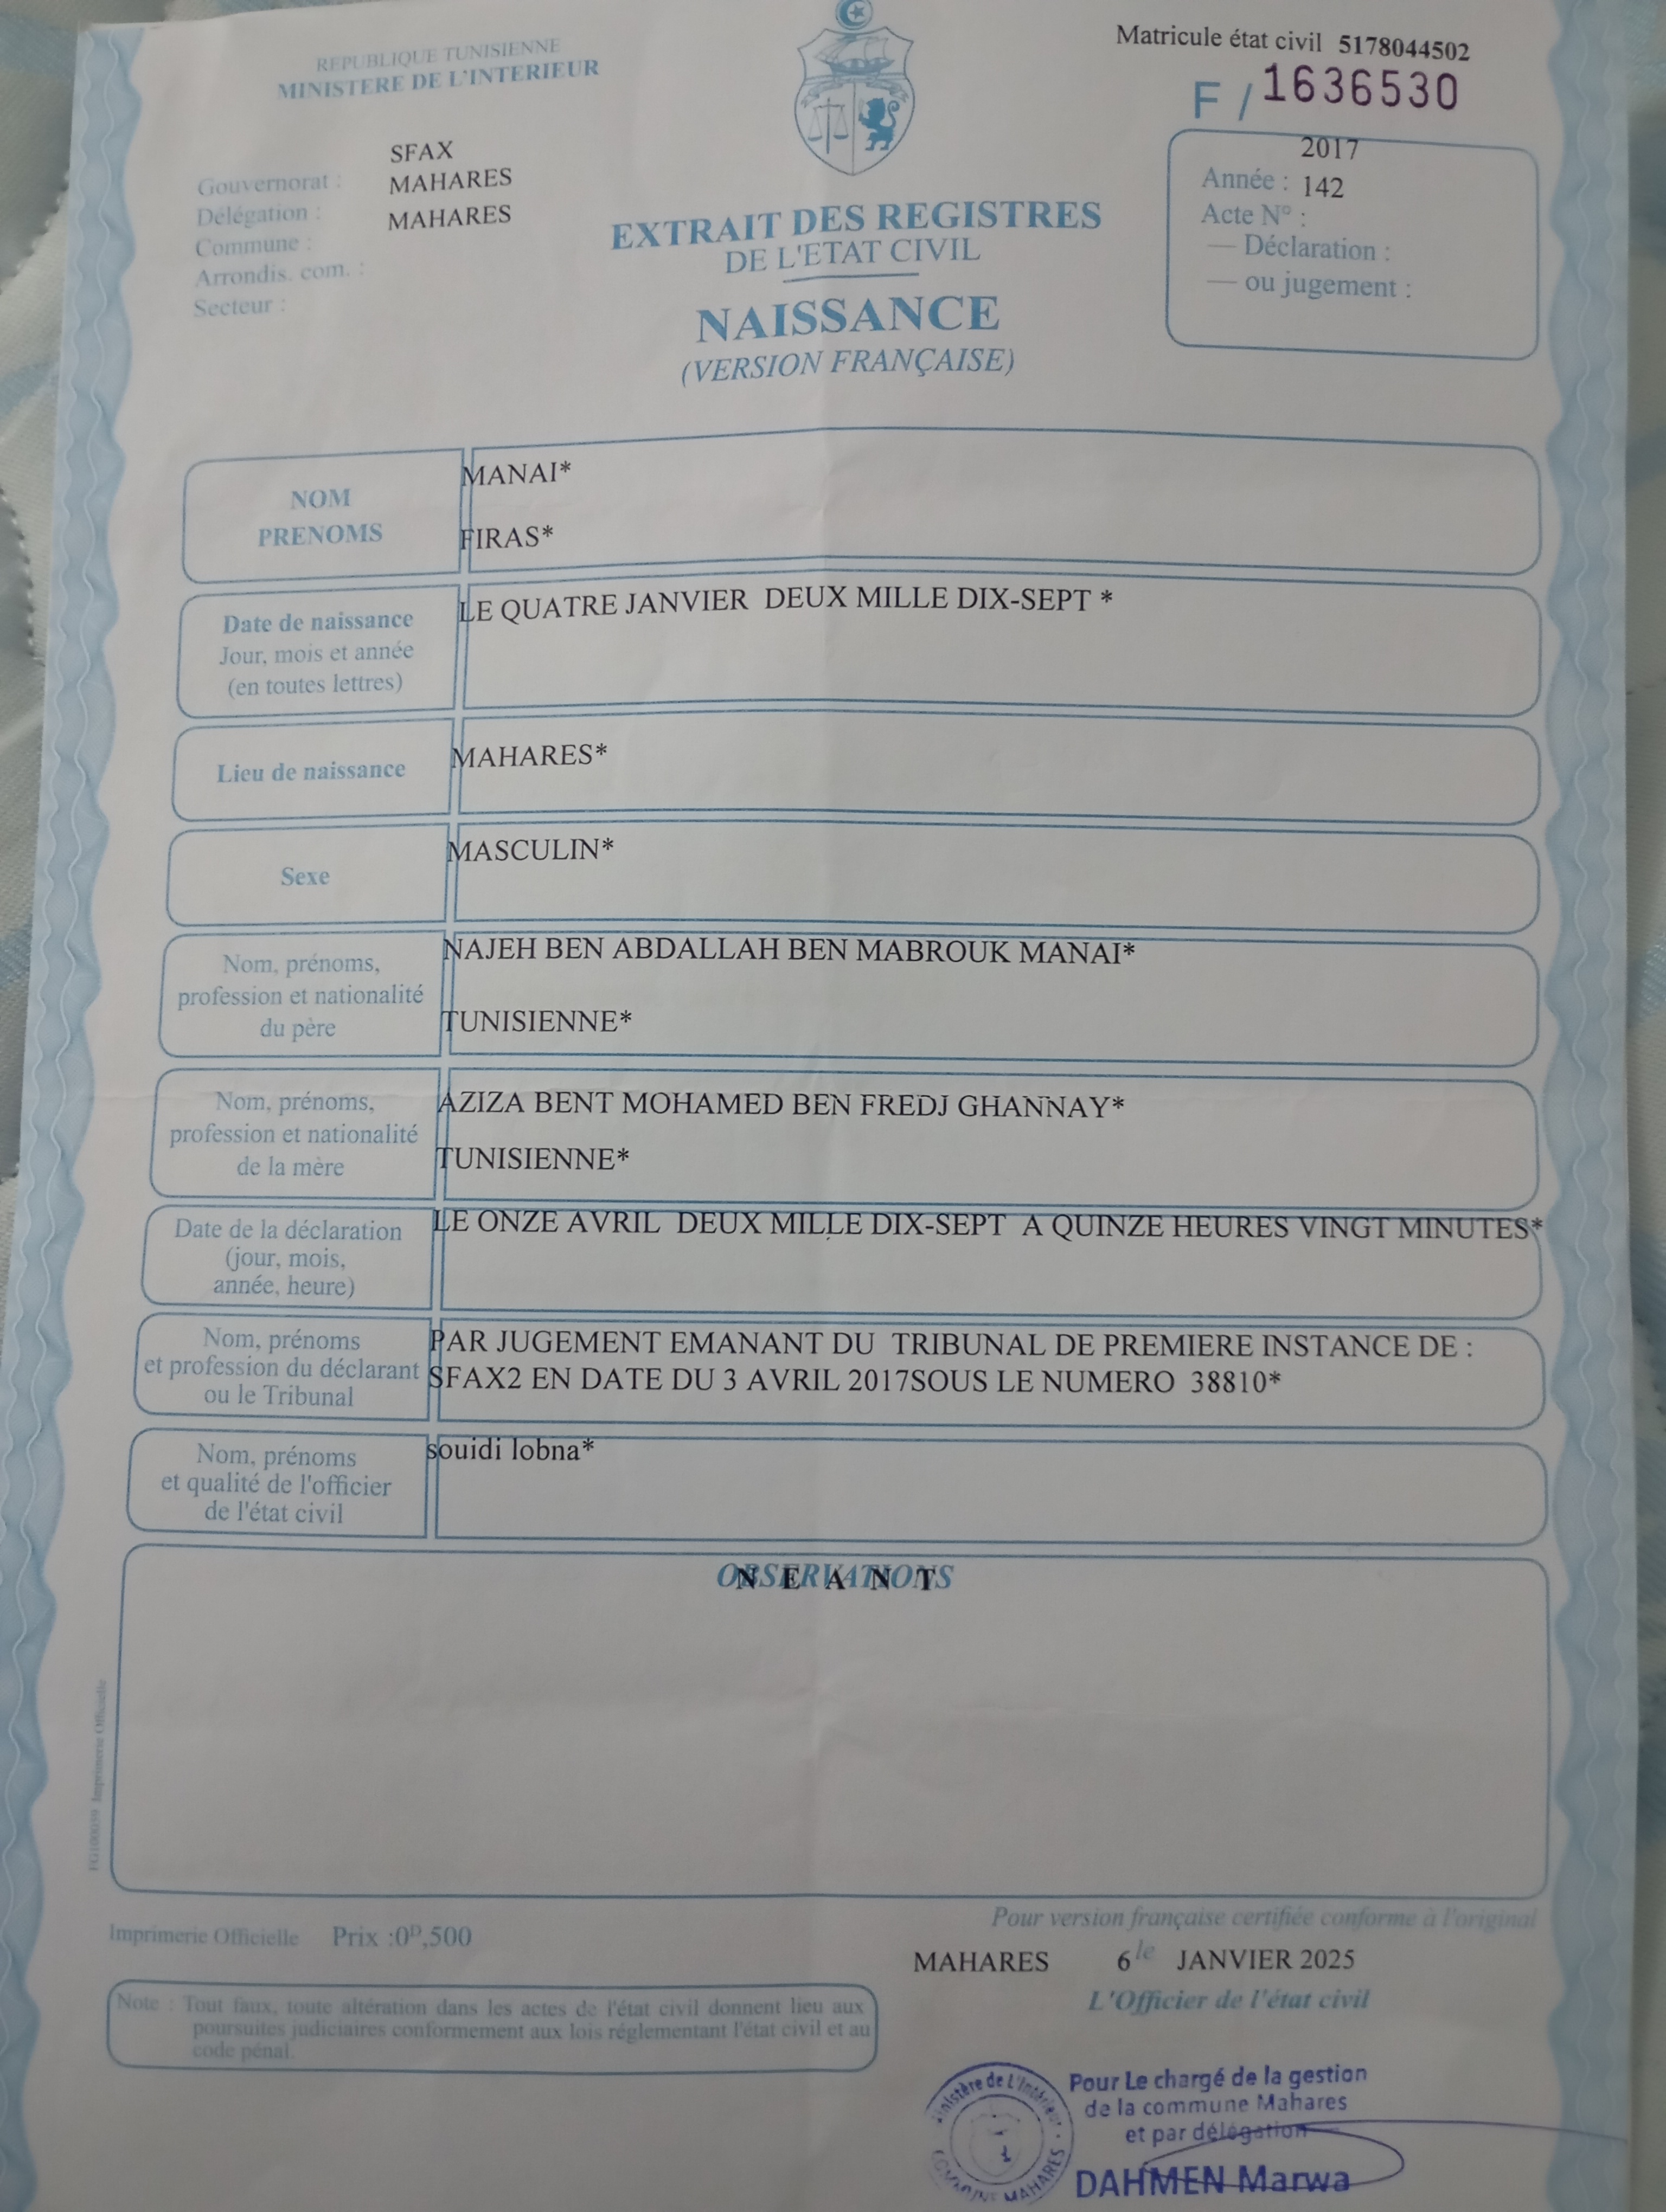 REPUBLIQUE TUNISIENNE
MINISTERE DE L'INTERIEUR
Matricule état civil 5178044502
F / 1636530
SFAX
Gouvernorat : MAHARES
Délégation : MAHARES
Commune :
Arrondis. com. :
Secteur :
EXTRAIT DES REGISTRES
DE L'ETAT CIVIL
NAISSANCE
(VERSION FRANÇAISE)
2017
Année : 142
Acte N° :
— Déclaration :
— ou jugement :
NOM
PRENOMS
MANAI*
FIRAS*
Date de naissance
Jour, mois et année
(en toutes lettres)
LE QUATRE JANVIER DEUX MILLE DIX-SEPT *
Lieu de naissance
MAHARES*
Sexe
MASCULIN*
Nom, prénoms,
profession et nationalité
du père
NAJEH BEN ABDALLAH BEN MABROUK MANAI*
TUNISIENNE*
Nom, prénoms,
profession et nationalité
de la mère
AZIZA BENT MOHAMED BEN FREDJ GHANNAY*
TUNISIENNE*
Date de la déclaration
(jour, mois,
année, heure)
LE ONZE AVRIL DEUX MILLE DIX-SEPT A QUINZE HEURES VINGT MINUTES*
Nom, prénoms
et profession du déclarant
ou le Tribunal
PAR JUGEMENT EMANANT DU TRIBUNAL DE PREMIERE INSTANCE DE :
SFAX2 EN DATE DU 3 AVRIL 2017SOUS LE NUMERO 38810*
Nom, prénoms
et qualité de l'officier
de l'état civil
souidi lobna*
OBSERVATIONS
N E A N T
FG100039 Imprimerie Officielle
Imprimerie Officielle Prix :0D,500
Pour version française certifiée conforme à l'original
MAHARES 6 le JANVIER 2025
L'Officier de l'état civil
Note : Tout faux, toute altération dans les actes de l'état civil donnent lieu aux
poursuites judiciaires conformement aux lois réglementant l'état civil et au
code pénal.
Ministère de L'Intérieur
COMMUNE MAHARES
Pour Le chargé de la gestion
de la commune Mahares
et par délégation
DAHMEN Marwa